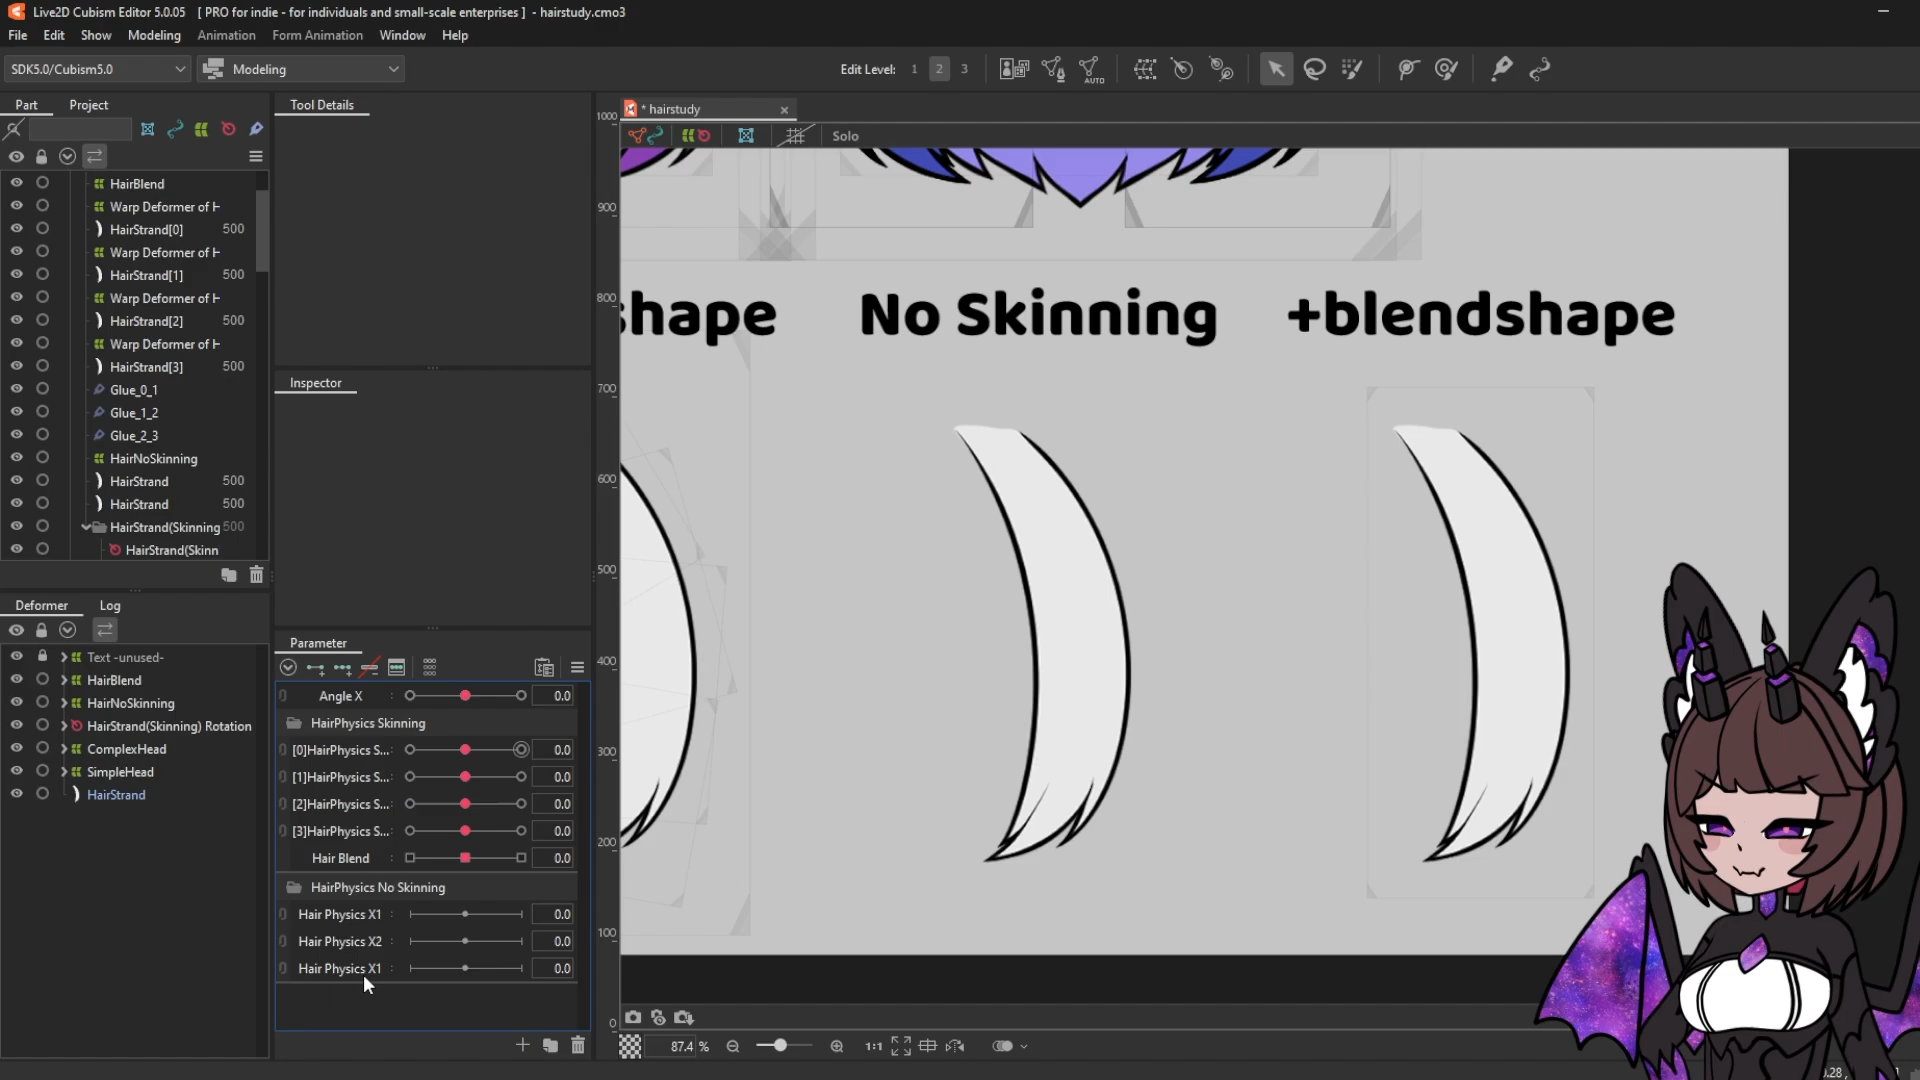 Live2D Cubism Editor 5.0.05 [ PRO for indie - for individuals and small-scale enterprises ] - hairstudy.cmo3
File Edit Show Modeling Animation Form Animation Window Help
SDK5.0/Cubism5.0 Modeling Edit Level: 1 2 3 AUTO
Part Project
Tool Details
* hairstudy
Solo
HairBlend
Warp Deformer of H
HairStrand[0] 500
Warp Deformer of H
HairStrand[1] 500
Warp Deformer of H
HairStrand[2] 500
Warp Deformer of H
HairStrand[3] 500
Glue_0_1
Glue_1_2
Glue_2_3
HairNoSkinning
HairStrand 500
HairStrand 500
HairStrand(Skinning 500
HairStrand(Skinn
Inspector
Deformer Log
Text -unused-
HairBlend
HairNoSkinning
HairStrand(Skinning) Rotation
ComplexHead
SimpleHead
HairStrand
Parameter
Angle X : 0.0
HairPhysics Skinning
[0]HairPhysics S... : 0.0
[1]HairPhysics S... : 0.0
[2]HairPhysics S... : 0.0
[3]HairPhysics S... : 0.0
Hair Blend : 0.0
HairPhysics No Skinning
Hair Physics X1 : 0.0
Hair Physics X2 : 0.0
Hair Physics X1 : 0.0
1000
900
800
700
600
500
400
300
200
100
0
shape No Skinning +blendshape
87.4 % 1:1